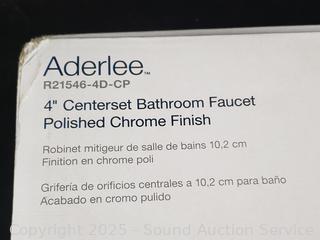 Aderlee™
R21546-4D-CP
4" Centerset Bathroom Faucet
Polished Chrome Finish
Robinet mitigeur de salle de bains 10,2 cm
Finition en chrome poli
Grifería de orificios centrales a 10,2 cm para baño
Acabado en cromo pulido
Copyright 2025 - Sound Auction Service